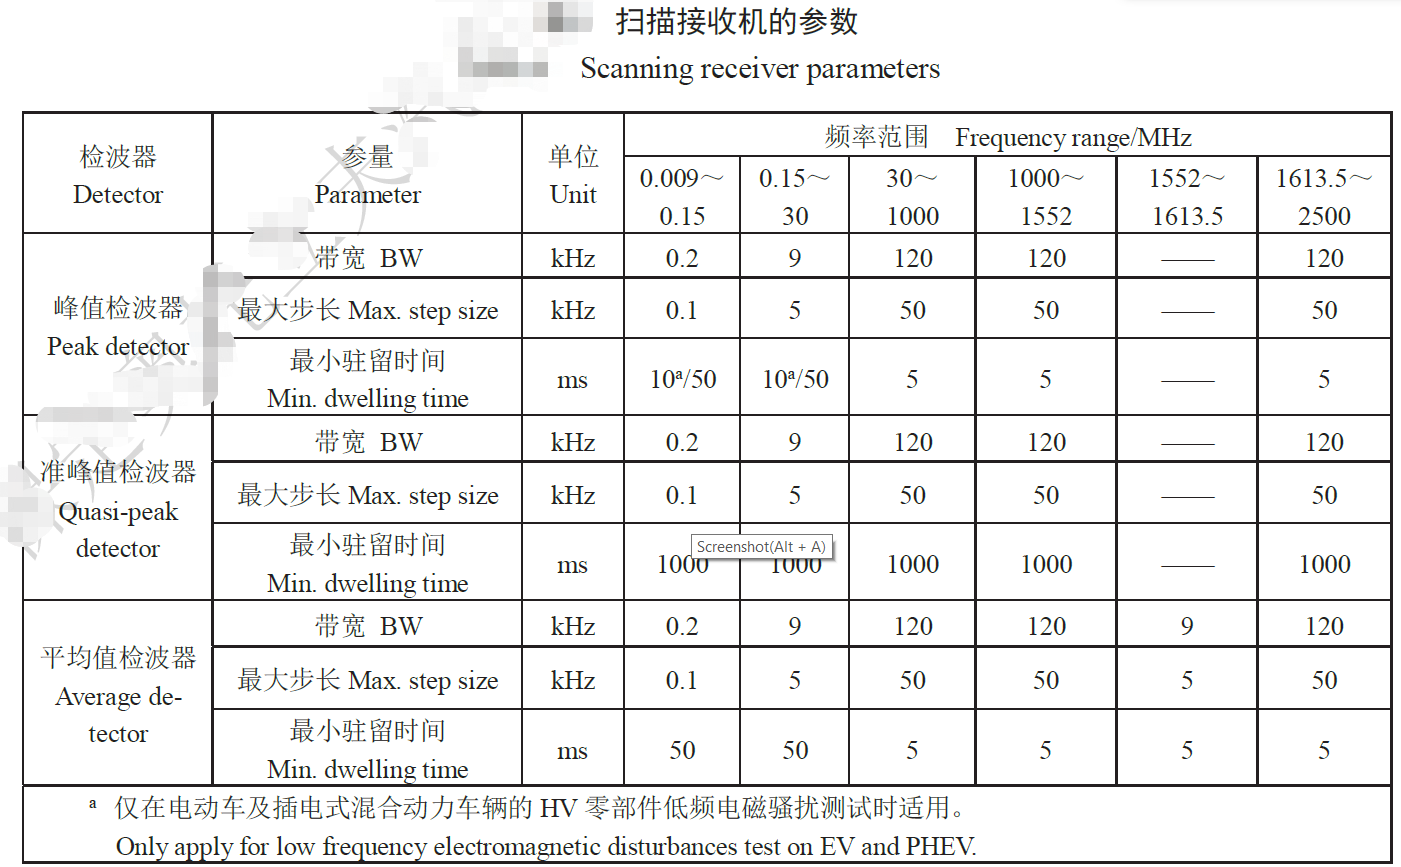 扫描接收机的参数
Scanning receiver parameters
检波器
Detector
参量
Parameter
单位
Unit
频率范围 Frequency range/MHz
0.009～
0.15
0.15～
30
30～
1000
1000～
1552
1552～
1613.5
1613.5～
2500
峰值检波器
Peak detector
带宽 BW kHz 0.2 9 120 120 —— 120
最大步长 Max. step size kHz 0.1 5 50 50 —— 50
最小驻留时间
Min. dwelling time
ms 10ᵃ/50 10ᵃ/50 5 5 —— 5
准峰值检波器
Quasi-peak
detector
带宽 BW kHz 0.2 9 120 120 —— 120
最大步长 Max. step size kHz 0.1 5 50 50 —— 50
最小驻留时间
Min. dwelling time
Screenshot(Alt + A)
ms 1000 1000 1000 1000 —— 1000
平均值检波器
Average de-
tector
带宽 BW kHz 0.2 9 120 120 9 120
最大步长 Max. step size kHz 0.1 5 50 50 5 50
最小驻留时间
Min. dwelling time
ms 50 50 5 5 5 5
ᵃ 仅在电动车及插电式混合动力车辆的 HV 零部件低频电磁骚扰测试时适用。
Only apply for low frequency electromagnetic disturbances test on EV and PHEV.